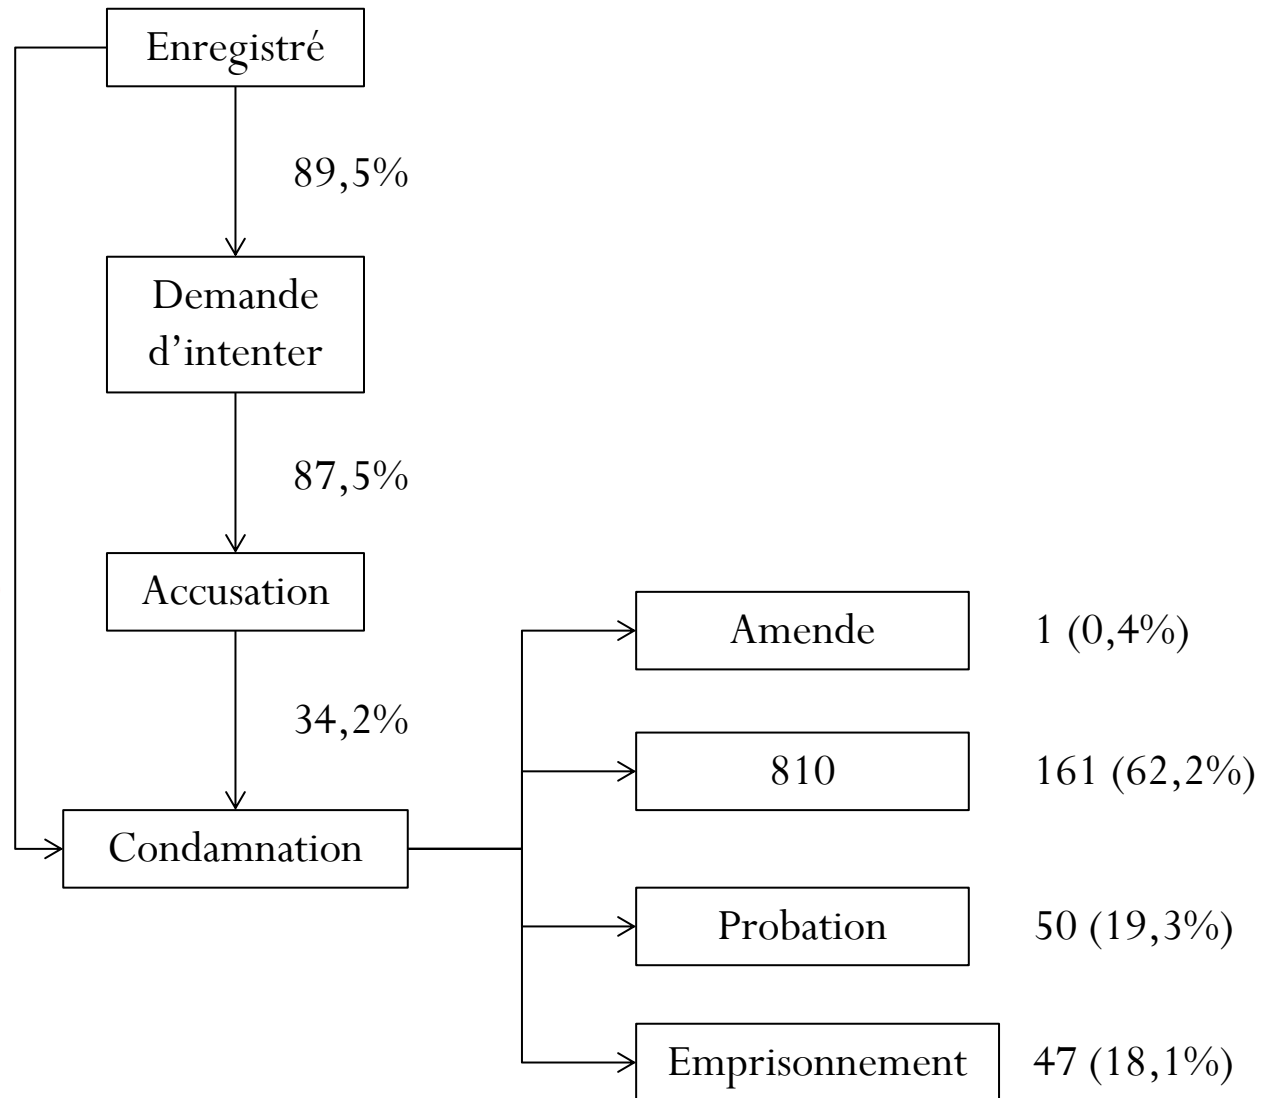 Enregistré
89,5%
Demande
d’intenter
87,5%
Accusation
34,2%
Condamnation
Amende 1 (0,4%)
810 161 (62,2%)
Probation 50 (19,3%)
Emprisonnement 47 (18,1%)